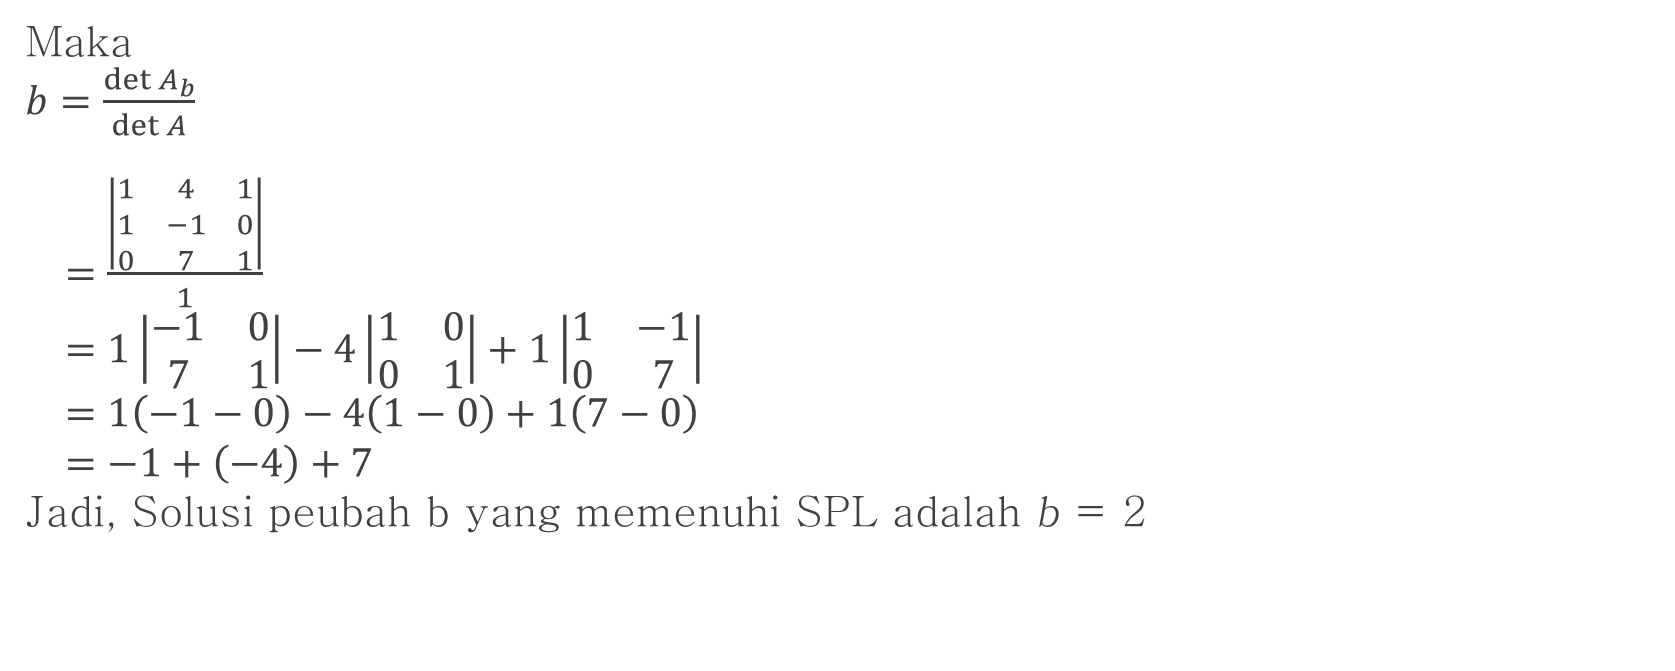 Maka
b = det A_b / det A
= |1 4 1; 1 −1 0; 0 7 1| / 1
= 1 |−1 0; 7 1| − 4 |1 0; 0 1| + 1 |1 −1; 0 7|
= 1(−1 − 0) − 4(1 − 0) + 1(7 − 0)
= −1 + (−4) + 7
Jadi, Solusi peubah b yang memenuhi SPL adalah b = 2